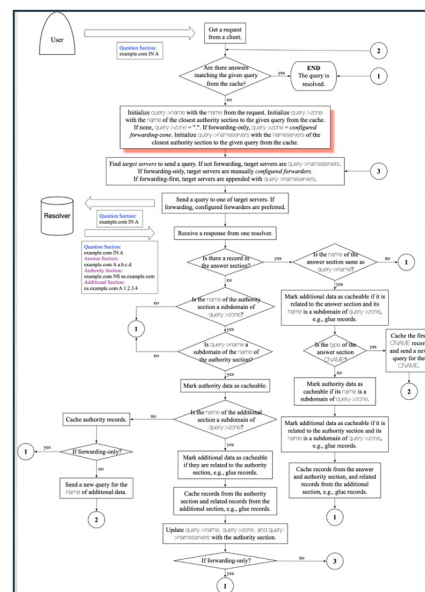 User
Question Section:
example.com IN A
Get a request
from a client.
2
Are there answers
matching the given query
from the cache?
yes
END
The query is
resolved.
1
no
Initialize query->name with the name from the request. Initialize query->zone
with the name of the closest authority section to the given query from the cache.
If none, query->zone = ".". If forwarding-only, query->zone = configured
forwarding-zone. Initialize query->nameservers with the nameservers of the
closest authority section to the given query from the cache.
Find target servers to send a query. If not forwarding, target servers are query->nameservers.
If forwarding-only, target servers are manually configured forwarders.
If forwarding-first, target servers are appended with query->nameservers.
3
Resolver
Question Section:
example.com IN A
Send a query to one of target servers. If
forwarding, configured forwarders are preferred.
Receive a response from one resolver.
Question Section:
example.com IN A
Answer Section:
example.com A a.b.c.d
Authority Section:
example.com NS ns.example.com
Additional Section:
ns.example.com A 1.2.3.4
Is there a record in
the answer section?
yes
Is the name of the
answer section same as
query->name?
no
1
no
yes
Is the name of the authority
section a subdomain of
query->zone?
no
1
yes
Is query->name a
subdomain of the name of
the authority section?
no
yes
Mark authority data as cacheable.
Is the name of the additional
section a subdomain of
query->zone?
no
Cache authority records.
If forwarding-only?
yes
1
no
Send a new query for the
name of additional data.
2
yes
Mark additional data as cacheable
if they are related to the authority
section, e.g., glue records.
Cache records from the authority
section and related records from the
additional section, e.g., glue records.
Update query->name, query->zone, and query-
>nameservers with the authority section.
If forwarding-only?
no
3
yes
1
Mark additional data as cacheable if it is
related to the answer section and its
name is a subdomain of query->zone,
e.g., glue records.
Is the type of the
answer section
CNAME?
yes
Cache the first
CNAME record
and send a new
query for the
CNAME.
2
no
Mark authority data as
cacheable if its name is a
subdomain of query->zone.
Mark additional data as cacheable if it is
related to the authority section and its
name is a subdomain of query->zone,
e.g., glue records.
Cache records from the answer
and authority section, and related
records from the additional
section, e.g., glue records.
1